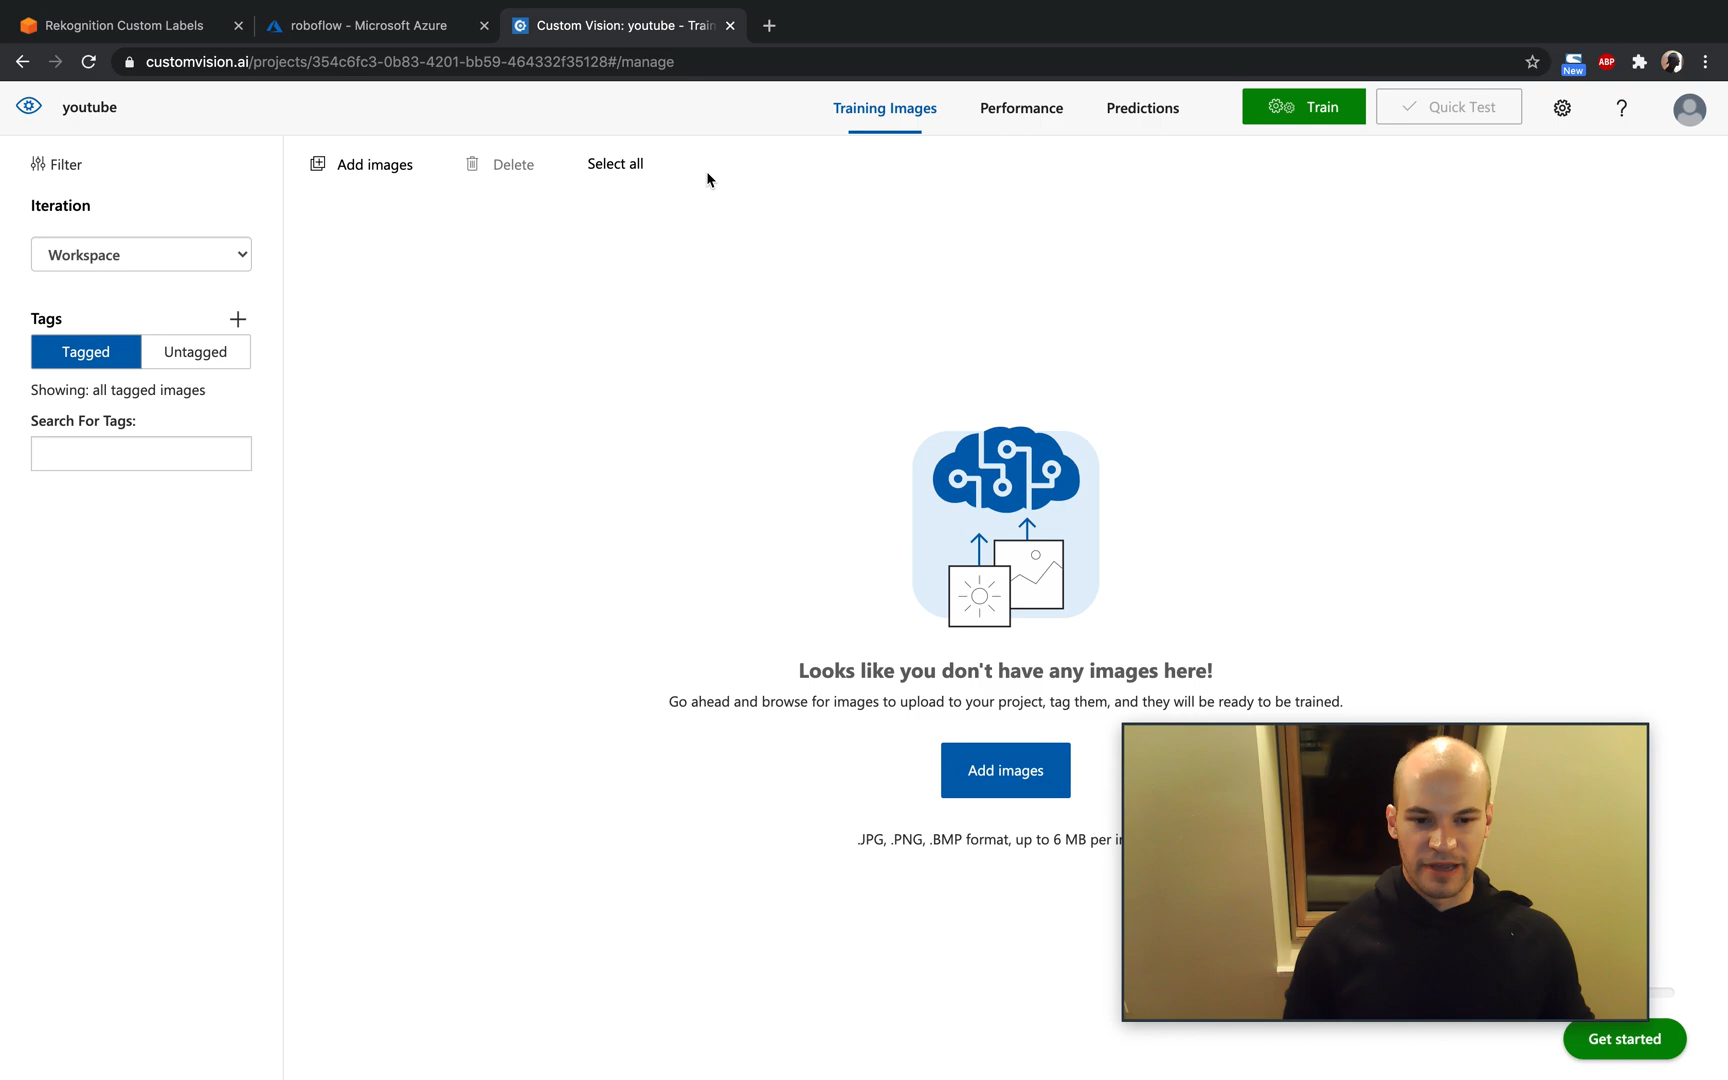 Rekognition Custom Labels
roboflow - Microsoft Azure
Custom Vision: youtube - Train
customvision.ai/projects/354c6fc3-0b83-4201-bb59-464332f35128#/manage
New
ABP
youtube
Training Images
Performance
Predictions
Train
Quick Test
?
Filter
Add images
Delete
Select all
Iteration
Workspace
Tags
Tagged
Untagged
Showing: all tagged images
Search For Tags:
Looks like you don't have any images here!
Go ahead and browse for images to upload to your project, tag them, and they will be ready to be trained.
Add images
.JPG, .PNG, .BMP format, up to 6 MB per
Get started